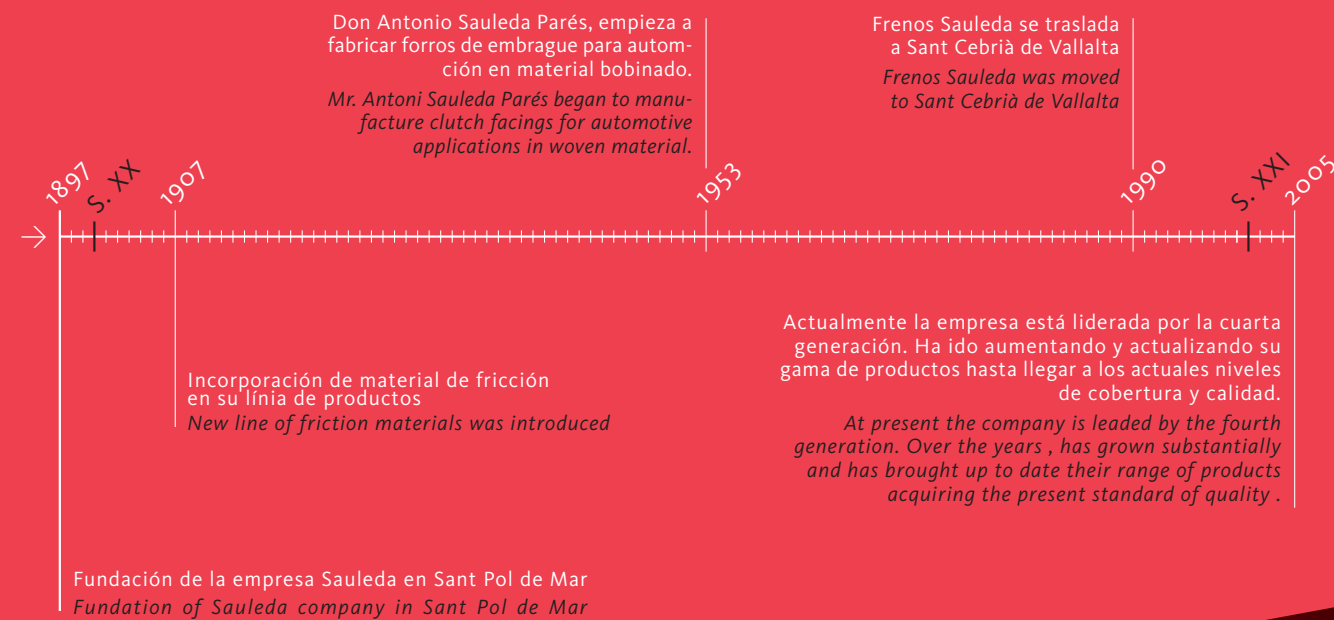 Don Antonio Sauleda Parés, empieza a
fabricar forros de embrague para autom-
ción en material bobinado.
Mr. Antoni Sauleda Parés began to manu-
facture clutch facings for automotive
applications in woven material.
Frenos Sauleda se traslada
a Sant Cebrià de Vallalta
Frenos Sauleda was moved
to Sant Cebrià de Vallalta
1897
S. XX
1907
1953
1990
S. XXI
2005
Incorporación de material de fricción
en su línia de productos
New line of friction materials was introduced
Actualmente la empresa está liderada por la cuarta
generación. Ha ido aumentando y actualizando su
gama de productos hasta llegar a los actuales niveles
de cobertura y calidad.
At present the company is leaded by the fourth
generation. Over the years , has grown substantially
and has brought up to date their range of products
acquiring the present standard of quality .
Fundación de la empresa Sauleda en Sant Pol de Mar
Fundation of Sauleda company in Sant Pol de Mar